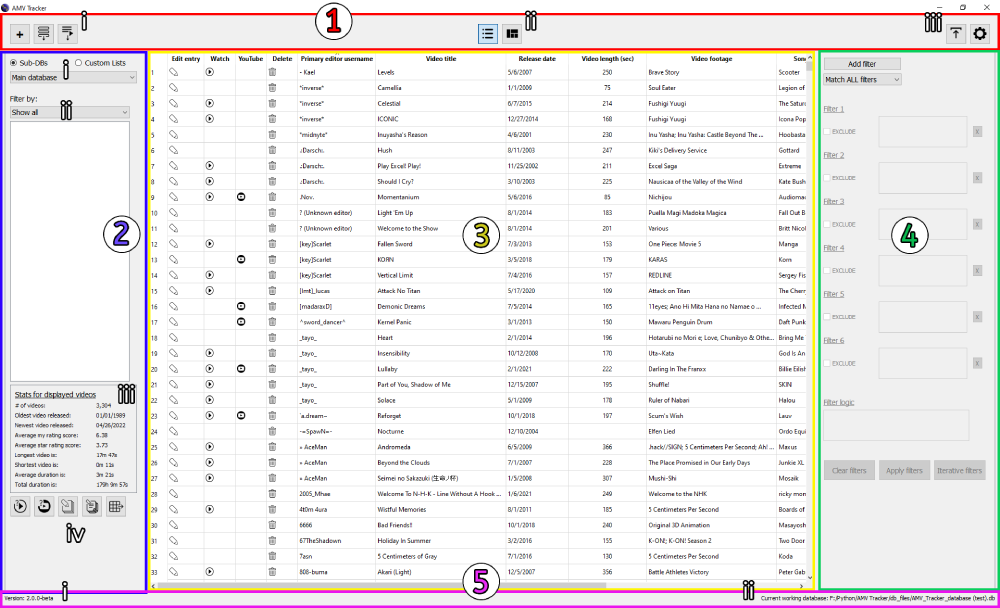 AMV Tracker
i
1
ii
iii
Sub-DBs Custom Lists
i
Main database
Filter by:
ii
Show all
2
Stats for displayed videos
iii
# of videos: 3,304
Oldest video released: 01/01/1989
Newest video released: 04/26/2022
Average my rating score: 6.38
Average star rating score: 3.73
Longest video is: 17m 47s
Shortest video is: 0m 11s
Average duration is: 3m 21s
Total duration is: 179h 9m 57s
iv
Edit entry Watch YouTube Delete Primary editor username Video title Release date Video length (sec) Video footage Son
1 - Kael Levels 5/6/2007 250 Brave Story Scooter
2 *inverse* Camellia 1/1/2009 75 Soul Eater Legion of
3 *inverse* Celestial 6/7/2015 214 Fushigi Yuugi The Satur
4 *inverse* ICONIC 12/27/2014 168 Fushigi Yuugi Icona Pop
5 *midnyte* Inuyasha's Reason 4/6/2001 230 Inu Yasha; Inu Yasha: Castle Beyond The ... Hoobasta
6 .:Darsch:. Hush 8/11/2003 247 Kiki's Delivery Service Gottard
7 .:Darsch:. Play Excel! Play! 11/25/2002 211 Excel Saga Extreme
8 .:Darsch:. Should I Cry? 3/10/2003 225 Nausicaa of the Valley of the Wind Kate Bush
9 .Nov. Momentanium 5/6/2016 85 Nichijou Audiomac
10 ? (Unknown editor) Light 'Em Up 8/1/2014 183 Puella Magi Madoka Magica Fall Out B
11 ? (Unknown editor) Welcome to the Show 8/1/2014 201 Various Britt Nicol
12 [key]Scarlet Fallen Sword 7/3/2013 153 One Piece: Movie 5 Manga
13 [key]Scarlet KORN 3/5/2018 179 KARAS Korn
14 [key]Scarlet Vertical Limit 7/4/2016 157 REDLINE Sergey Fis
15 [lmt]_lucas Attack No Titan 5/17/2020 109 Attack on Titan The Cherry
16 [madaraxD] Demonic Dreams 7/5/2014 165 11eyes; Ano Hi Mita Hana no Namae o ... Infected M
17 ^sword_dancer^ Kernel Panic 3/1/2013 150 Mawaru Penguin Drum Daft Punk
18 _tayo_ Heart 2/1/2014 196 Hotarubi no Mori e; Love, Chunibyo & Othe... Bring Me
19 _tayo_ Insensibility 10/12/2008 170 Uta~Kata God Is An
20 _tayo_ Lullaby 2/1/2021 222 Darling In The Franxx Billie Eilish
21 _tayo_ Part of You, Shadow of Me 12/15/2007 195 Shuffle! SKIN
22 _tayo_ Solace 5/1/2009 178 Ruler of Nabari Halou
23 'a.dream~ Reforget 10/1/2018 197 Scum's Wish Lauv
24 -=SpawN=- Nocturne 12/10/2004 Elfen Lied Ordo Equi
25 « AceMan Andromeda 6/5/2009 366 .hack//SIGN; 5 Centimeters Per Second; Ah! ... Maxus
26 « AceMan Beyond the Clouds 7/1/2007 228 The Place Promised in Our Early Days Junkie XL
27 « AceMan Seimei no Sakazuki (生命ノ杯) 1/5/2008 307 Mushi-Shi Mosaik
28 2005_Mhae Welcome To N-H-K - Line Without A Hook ... 1/6/2021 249 Welcome to the NHK ricky mon
29 4t0m 4ura Wistful Memories 8/1/2011 185 5 Centimeters Per Second Boards of
30 6666 Bad Friends! 10/1/2018 240 Original 3D Animation Masayosh
31 67TheShadown Holiday In Summer 3/2/2016 155 K-ON!; K-ON! Season 2 Two Door
32 7asn 5 Centimeters of Gray 7/1/2016 130 5 Centimeters Per Second Koda
33 808-buma Akari (Light) 12/5/2007 356 Battle Athletes Victory Peter Gab
3
Add filter
Match ALL filters
Filter 1
EXCLUDE X
Filter 2
EXCLUDE X
Filter 3
EXCLUDE X
4
Filter 4
EXCLUDE X
Filter 5
EXCLUDE X
Filter 6
EXCLUDE X
Filter logic
Clear filters Apply filters Iterative filters
i
5
ii
Version: 2.0.0-beta
Current working database: F:/Python/AMV Tracker/db_files/AMV_Tracker_database (test).db